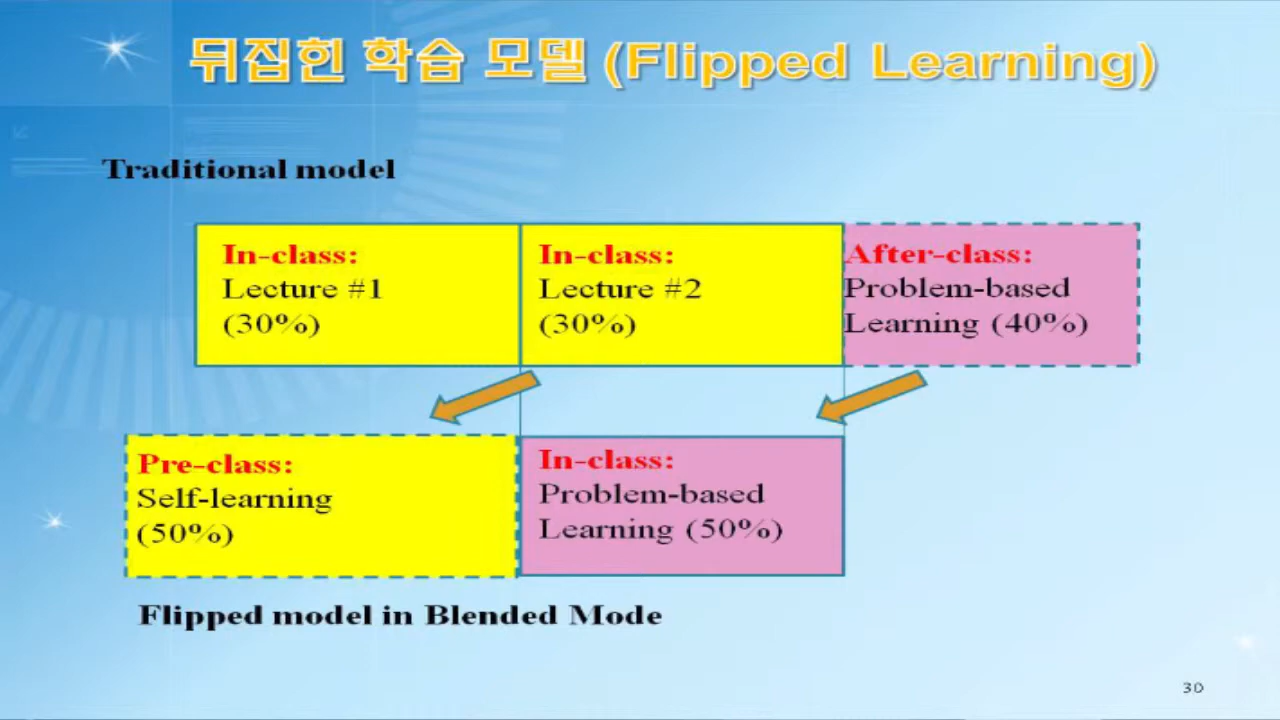 뒤집힌 학습 모델 (Flipped Learning)
Traditional model
In-class:
Lecture #1
(30%)
In-class:
Lecture #2
(30%)
After-class:
Problem-based
Learning (40%)
Pre-class:
Self-learning
(50%)
In-class:
Problem-based
Learning (50%)
Flipped model in Blended Mode
30